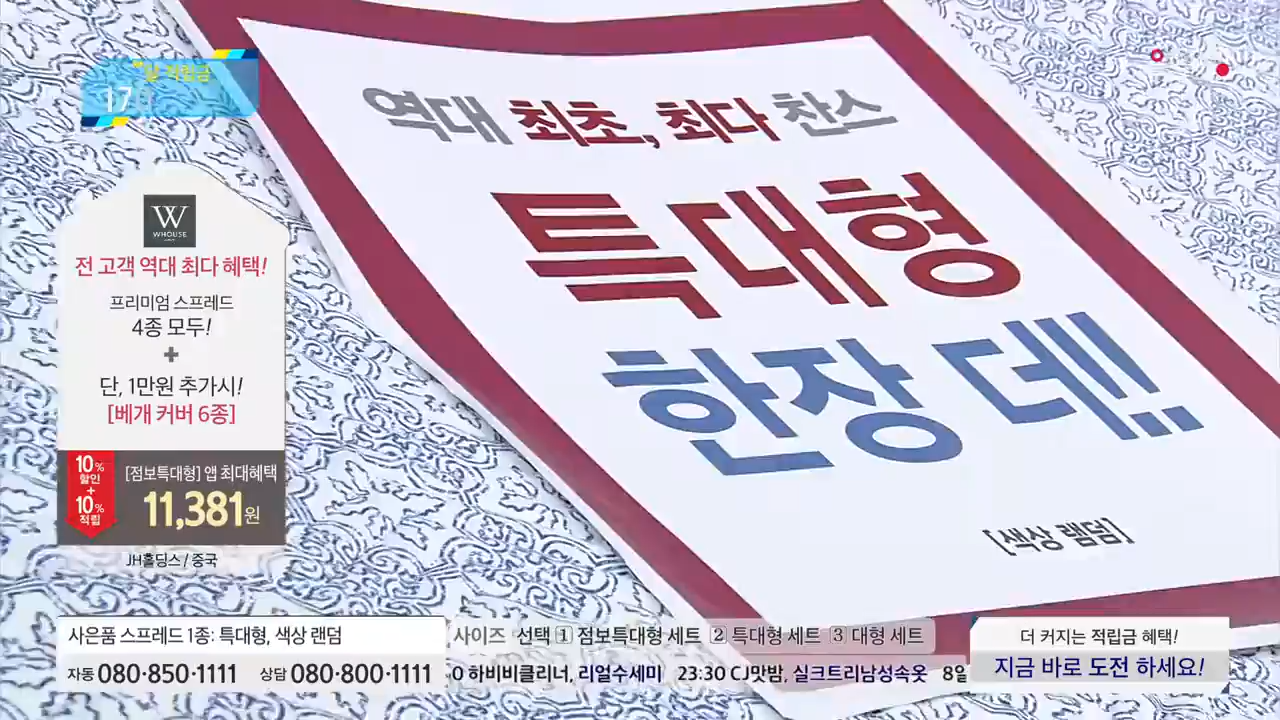 적립금
17
역대 최초, 최다 찬스
특대형
한장 더!!
[색상 램덤]
W
WHOUSE
전 고객 역대 최다 혜택!
프리미엄 스프레드
4종 모두!
+
단, 1만원 추가시!
[베개 커버 6종]
10%
할인
+
10%
적립
[점보특대형] 앱 최대혜택
11,381원
JH홀딩스 / 중국
사은품 스프레드 1종: 특대형, 색상 랜덤
자동 080·850·1111 상담 080·800·1111
사이즈 선택 1 점보특대형 세트 2 특대형 세트 3 대형 세트
0 하비비클리너, 리얼수세미 23:30 CJ맛밤, 실크트리남성속옷 8일
더 커지는 적립금 혜택!
지금 바로 도전 하세요!